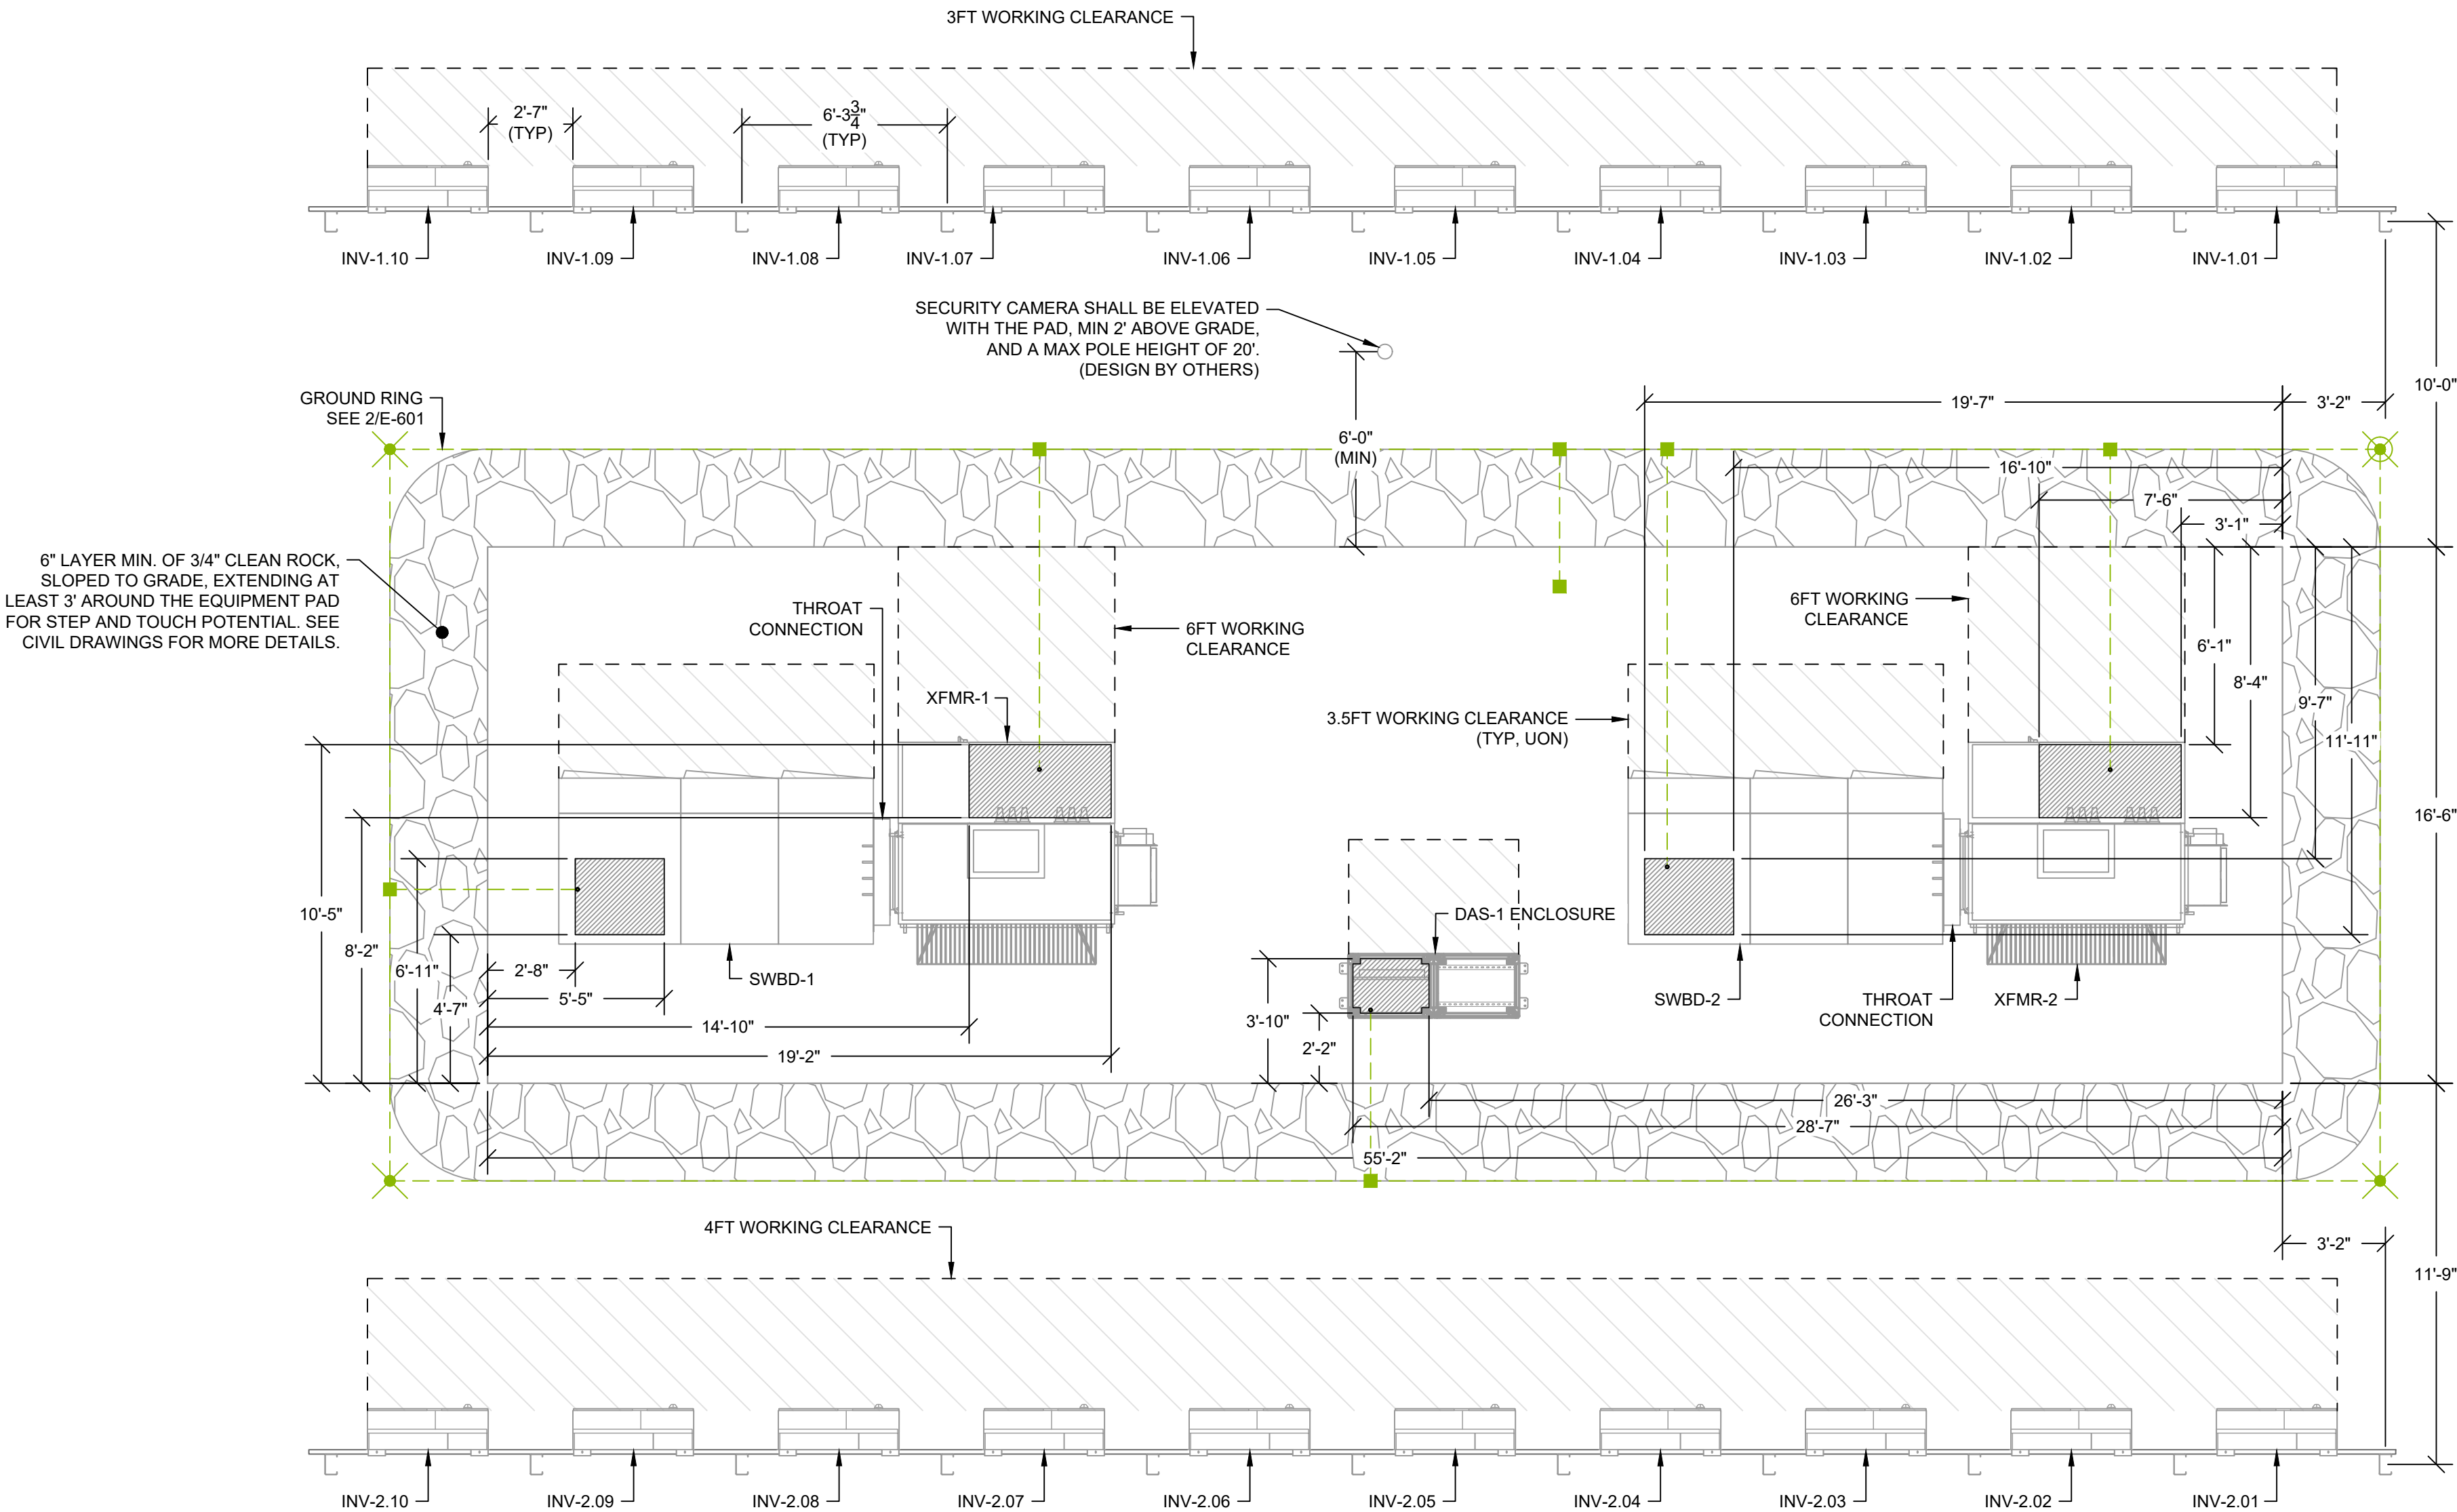 3FT WORKING CLEARANCE
2'-7"
(TYP)
6'-3 3/4"
(TYP)
INV-1.10
INV-1.09
INV-1.08
INV-1.07
INV-1.06
INV-1.05
INV-1.04
INV-1.03
INV-1.02
INV-1.01
SECURITY CAMERA SHALL BE ELEVATED
WITH THE PAD, MIN 2' ABOVE GRADE,
AND A MAX POLE HEIGHT OF 20'.
(DESIGN BY OTHERS)
GROUND RING
SEE 2/E-601
6'-0"
(MIN)
19'-7"
3'-2"
10'-0"
16'-10"
7'-6"
3'-1"
6" LAYER MIN. OF 3/4" CLEAN ROCK,
SLOPED TO GRADE, EXTENDING AT
LEAST 3' AROUND THE EQUIPMENT PAD
FOR STEP AND TOUCH POTENTIAL. SEE
CIVIL DRAWINGS FOR MORE DETAILS.
THROAT
CONNECTION
6FT WORKING
CLEARANCE
6FT WORKING
CLEARANCE
6'-1"
8'-4"
9'-7"
11'-11"
XFMR-1
3.5FT WORKING CLEARANCE
(TYP, UON)
16'-6"
10'-5"
8'-2"
6'-11"
4'-7"
2'-8"
5'-5"
14'-10"
19'-2"
SWBD-1
DAS-1 ENCLOSURE
3'-10"
2'-2"
SWBD-2
THROAT
CONNECTION
XFMR-2
26'-3"
28'-7"
55'-2"
4FT WORKING CLEARANCE
3'-2"
11'-9"
INV-2.10
INV-2.09
INV-2.08
INV-2.07
INV-2.06
INV-2.05
INV-2.04
INV-2.03
INV-2.02
INV-2.01